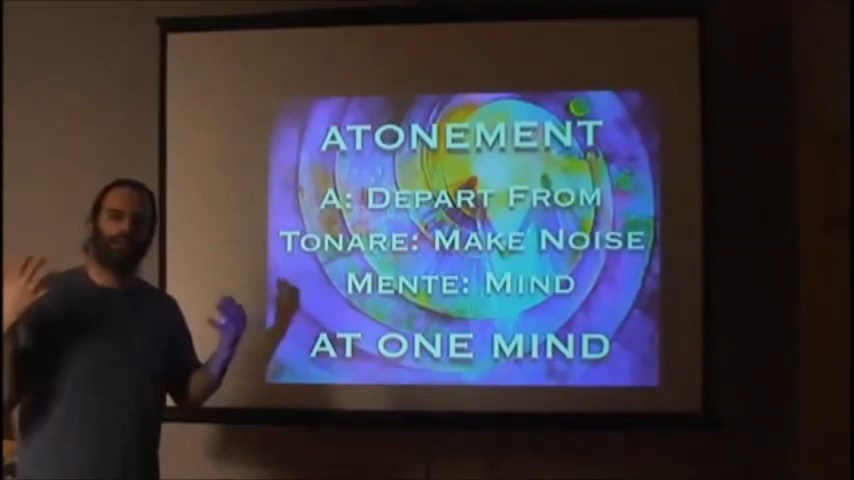 ATONEMENT
A: DEPART FROM
TONARE: MAKE NOISE
MENTE: MIND
AT ONE MIND